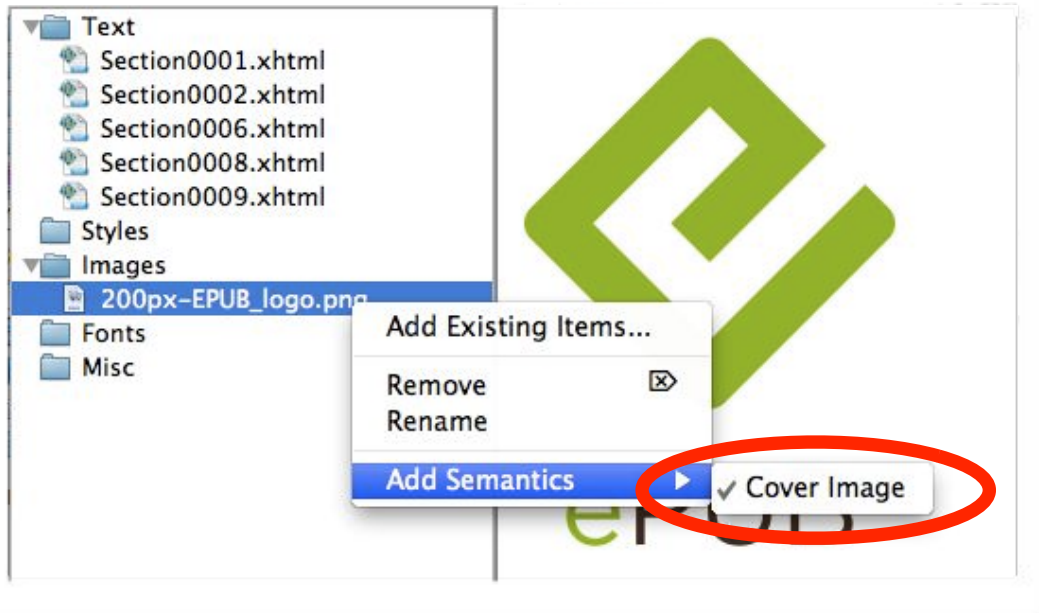 Text
Section0001.xhtml
Section0002.xhtml
Section0006.xhtml
Section0008.xhtml
Section0009.xhtml
Styles
Images
200px-EPUB_logo.png
Fonts
Misc
Add Existing Items...
Remove
Rename
Add Semantics
✓ Cover Image
ePUB